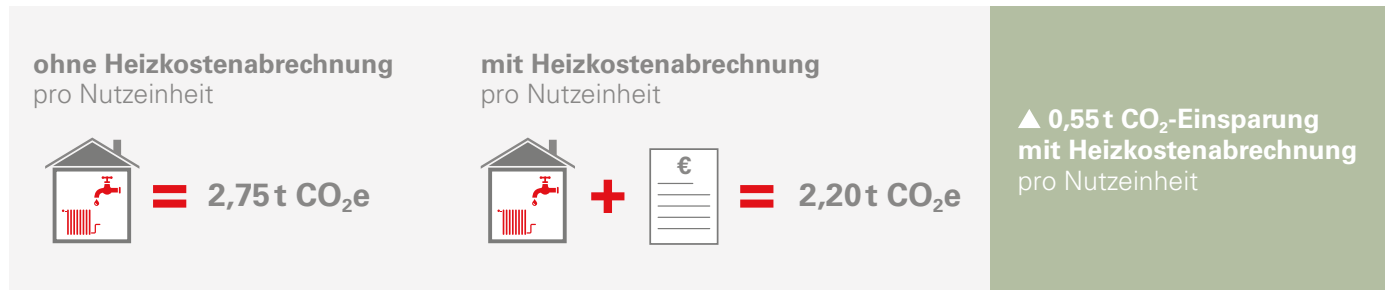 ohne Heizkostenabrechnung
pro Nutzeinheit
= 2,75 t CO₂e
mit Heizkostenabrechnung
pro Nutzeinheit
+ € = 2,20 t CO₂e
▲ 0,55 t CO₂-Einsparung
mit Heizkostenabrechnung
pro Nutzeinheit